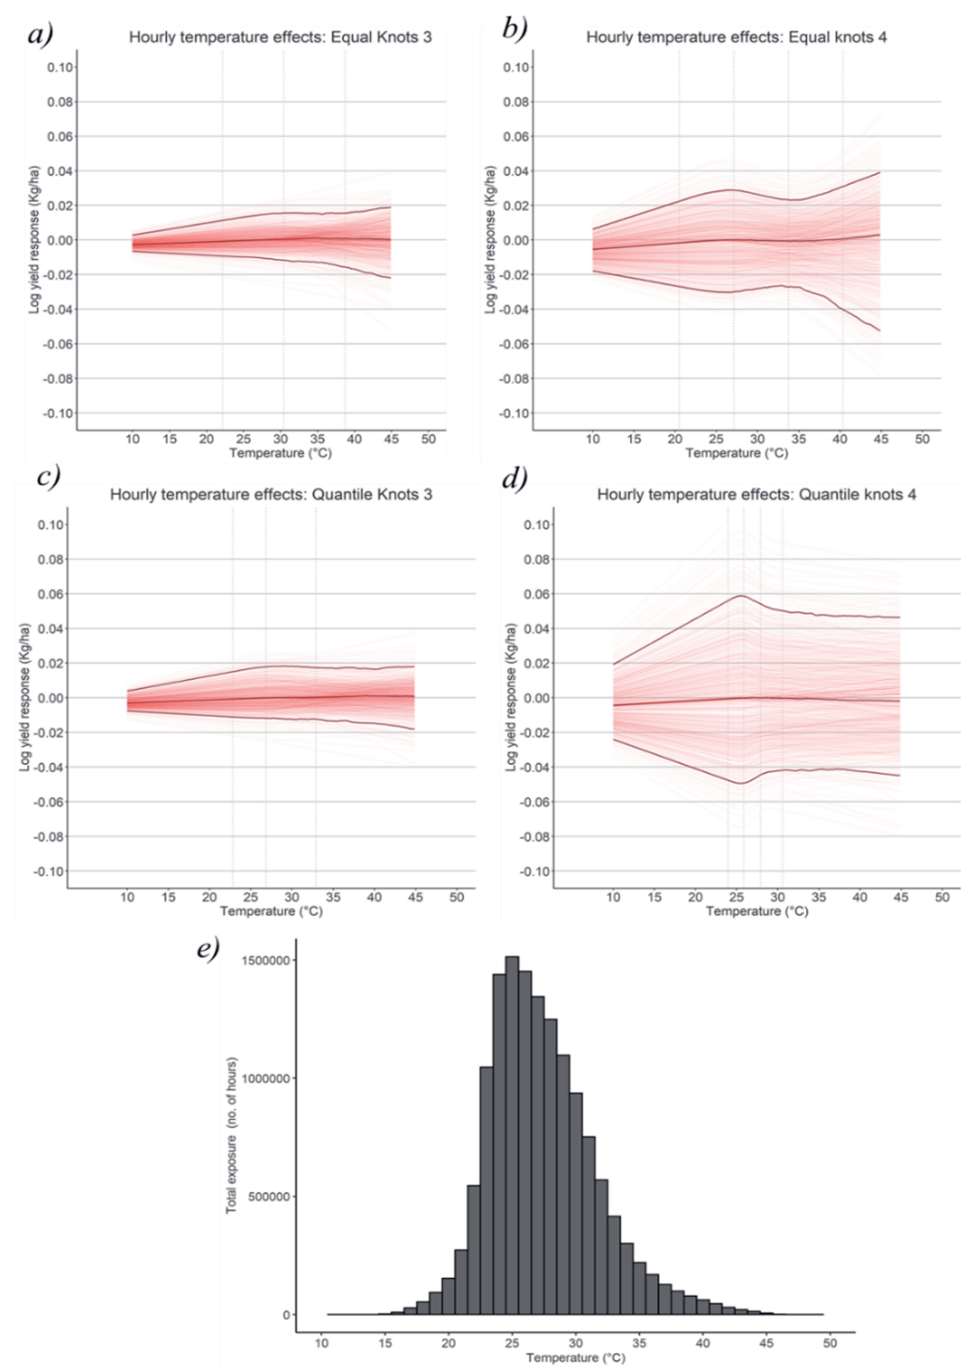 a)
Hourly temperature effects: Equal Knots 3
Log yield response (Kg/ha)
0.10
0.08
0.06
0.04
0.02
0.00
-0.02
-0.04
-0.06
-0.08
-0.10
10 15 20 25 30 35 40 45 50
Temperature (°C)
b)
Hourly temperature effects: Equal knots 4
Log yield response (Kg/ha)
0.10
0.08
0.06
0.04
0.02
0.00
-0.02
-0.04
-0.06
-0.08
-0.10
10 15 20 25 30 35 40 45 50
Temperature (°C)
c)
Hourly temperature effects: Quantile Knots 3
Log yield response (Kg/ha)
0.10
0.08
0.06
0.04
0.02
0.00
-0.02
-0.04
-0.06
-0.08
-0.10
10 15 20 25 30 35 40 45 50
Temperature (°C)
d)
Hourly temperature effects: Quantile knots 4
Log yield response (Kg/ha)
0.10
0.08
0.06
0.04
0.02
0.00
-0.02
-0.04
-0.06
-0.08
-0.10
10 15 20 25 30 35 40 45 50
Temperature (°C)
e)
Total exposure (no. of hours)
1500000
1000000
500000
0
10 15 20 25 30 35 40 45 50
Temperature (°C)